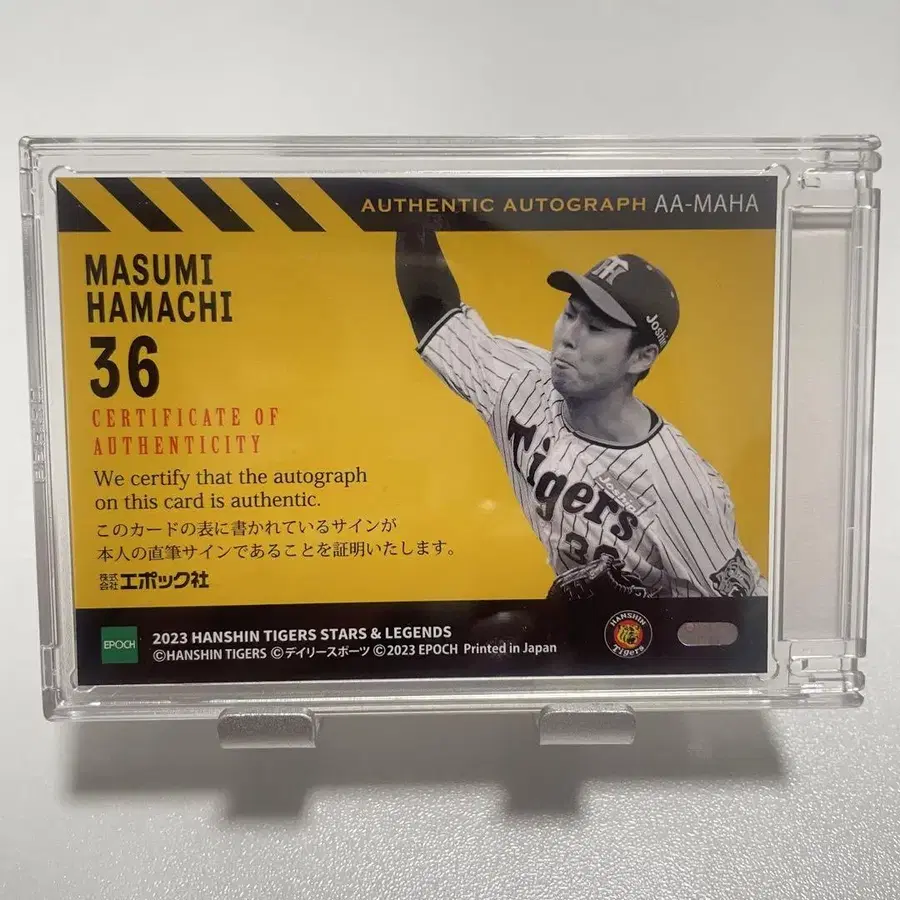 AUTHENTIC AUTOGRAPH AA-MAHA
MASUMI
HAMACHI
36
CERTIFICATE OF
AUTHENTICITY
We certify that the autograph
on this card is authentic.
このカードの表に書かれているサインが
本人の直筆サインであることを証明いたします。
株式会社エポック社
TH
Joshin
Tigers
Joshin
36
EPOCH
2023 HANSHIN TIGERS STARS & LEGENDS
©HANSHIN TIGERS ©デイリースポーツ ©2023 EPOCH Printed in Japan
HANSHIN
Tigers